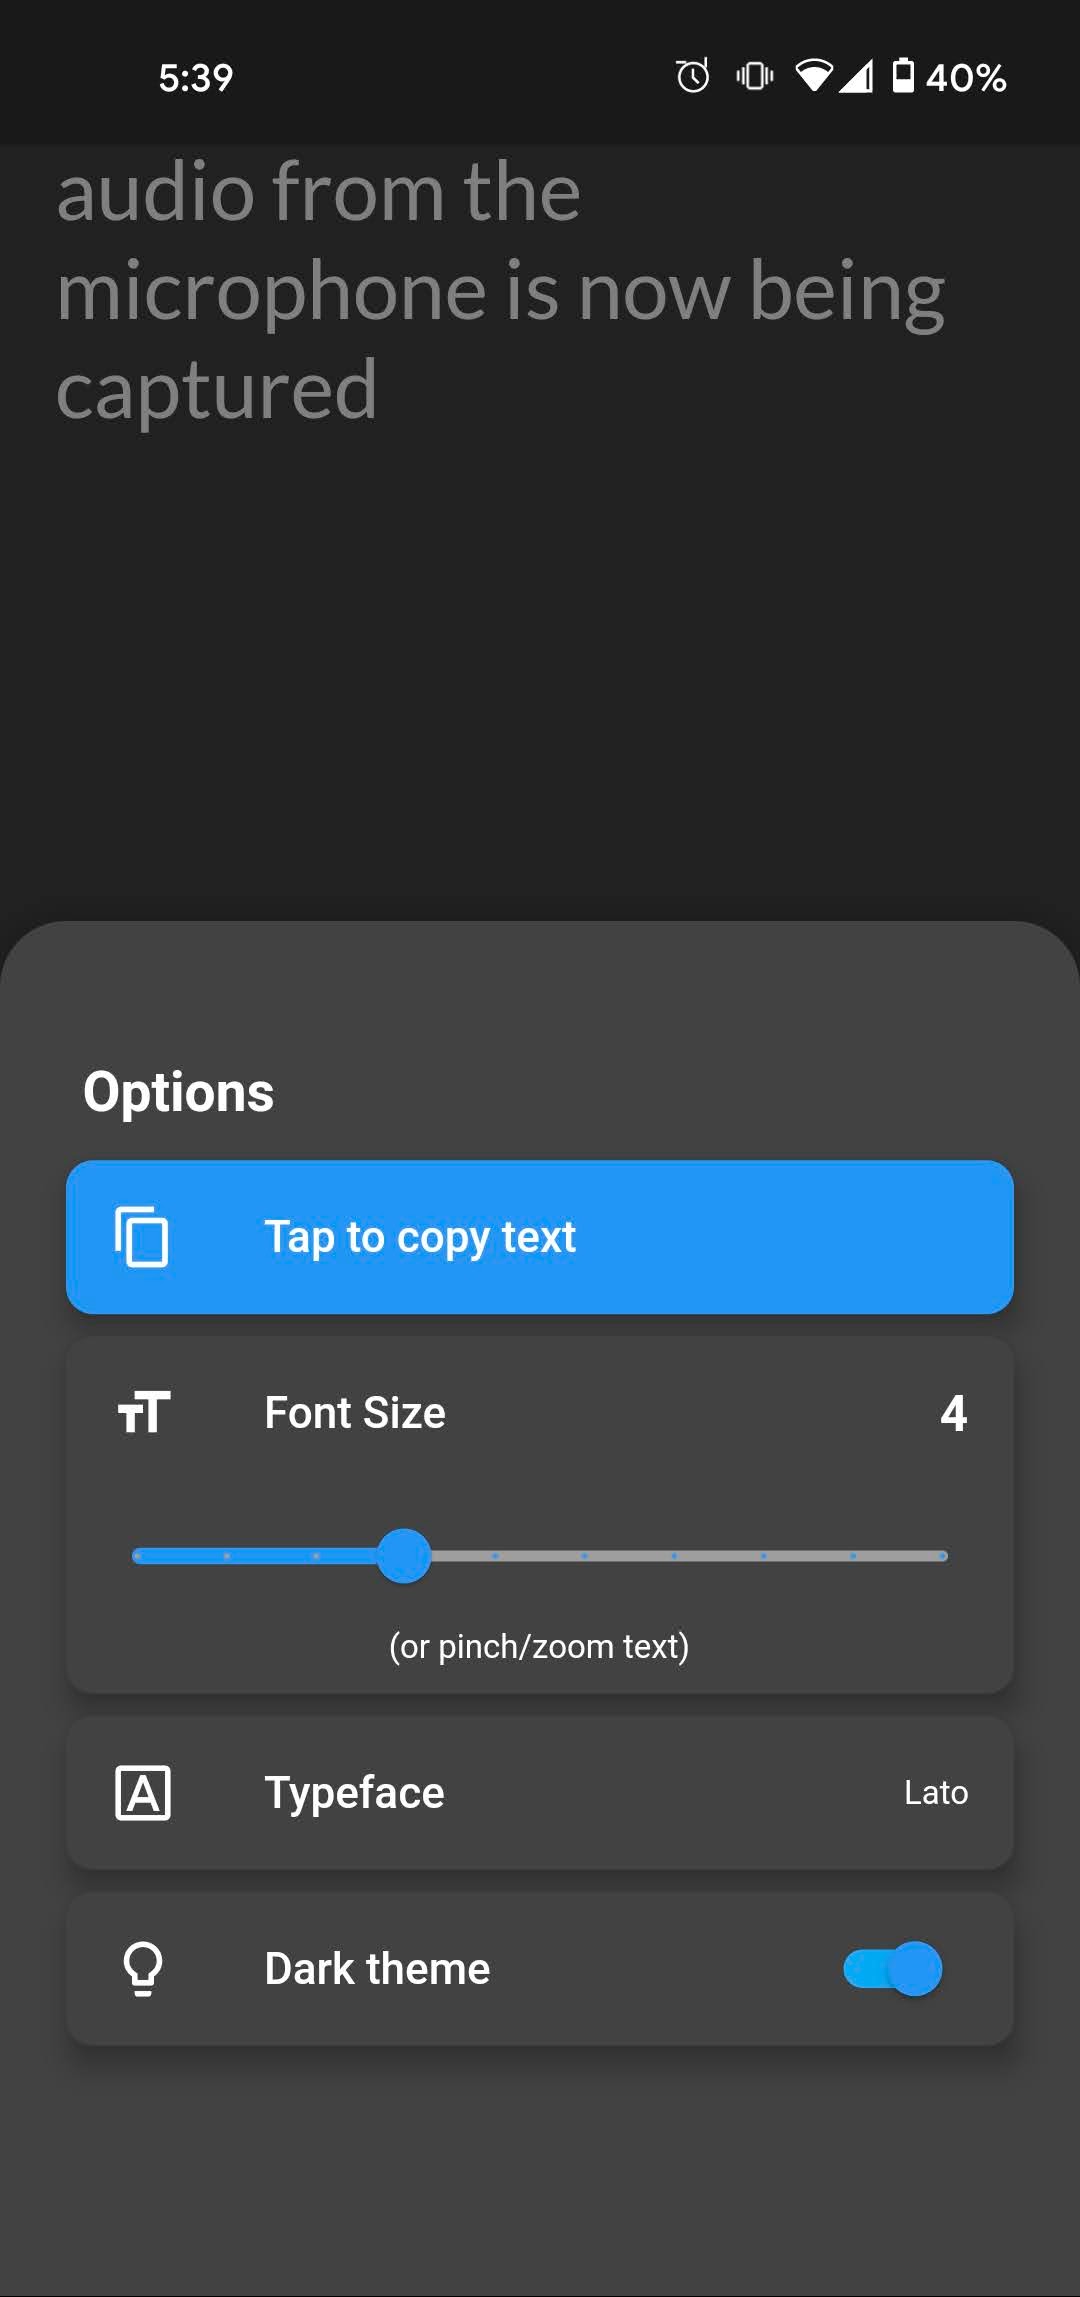 5:39 40%
audio from the
microphone is now being
captured
Options
Tap to copy text
Font Size 4
(or pinch/zoom text)
Typeface Lato
Dark theme